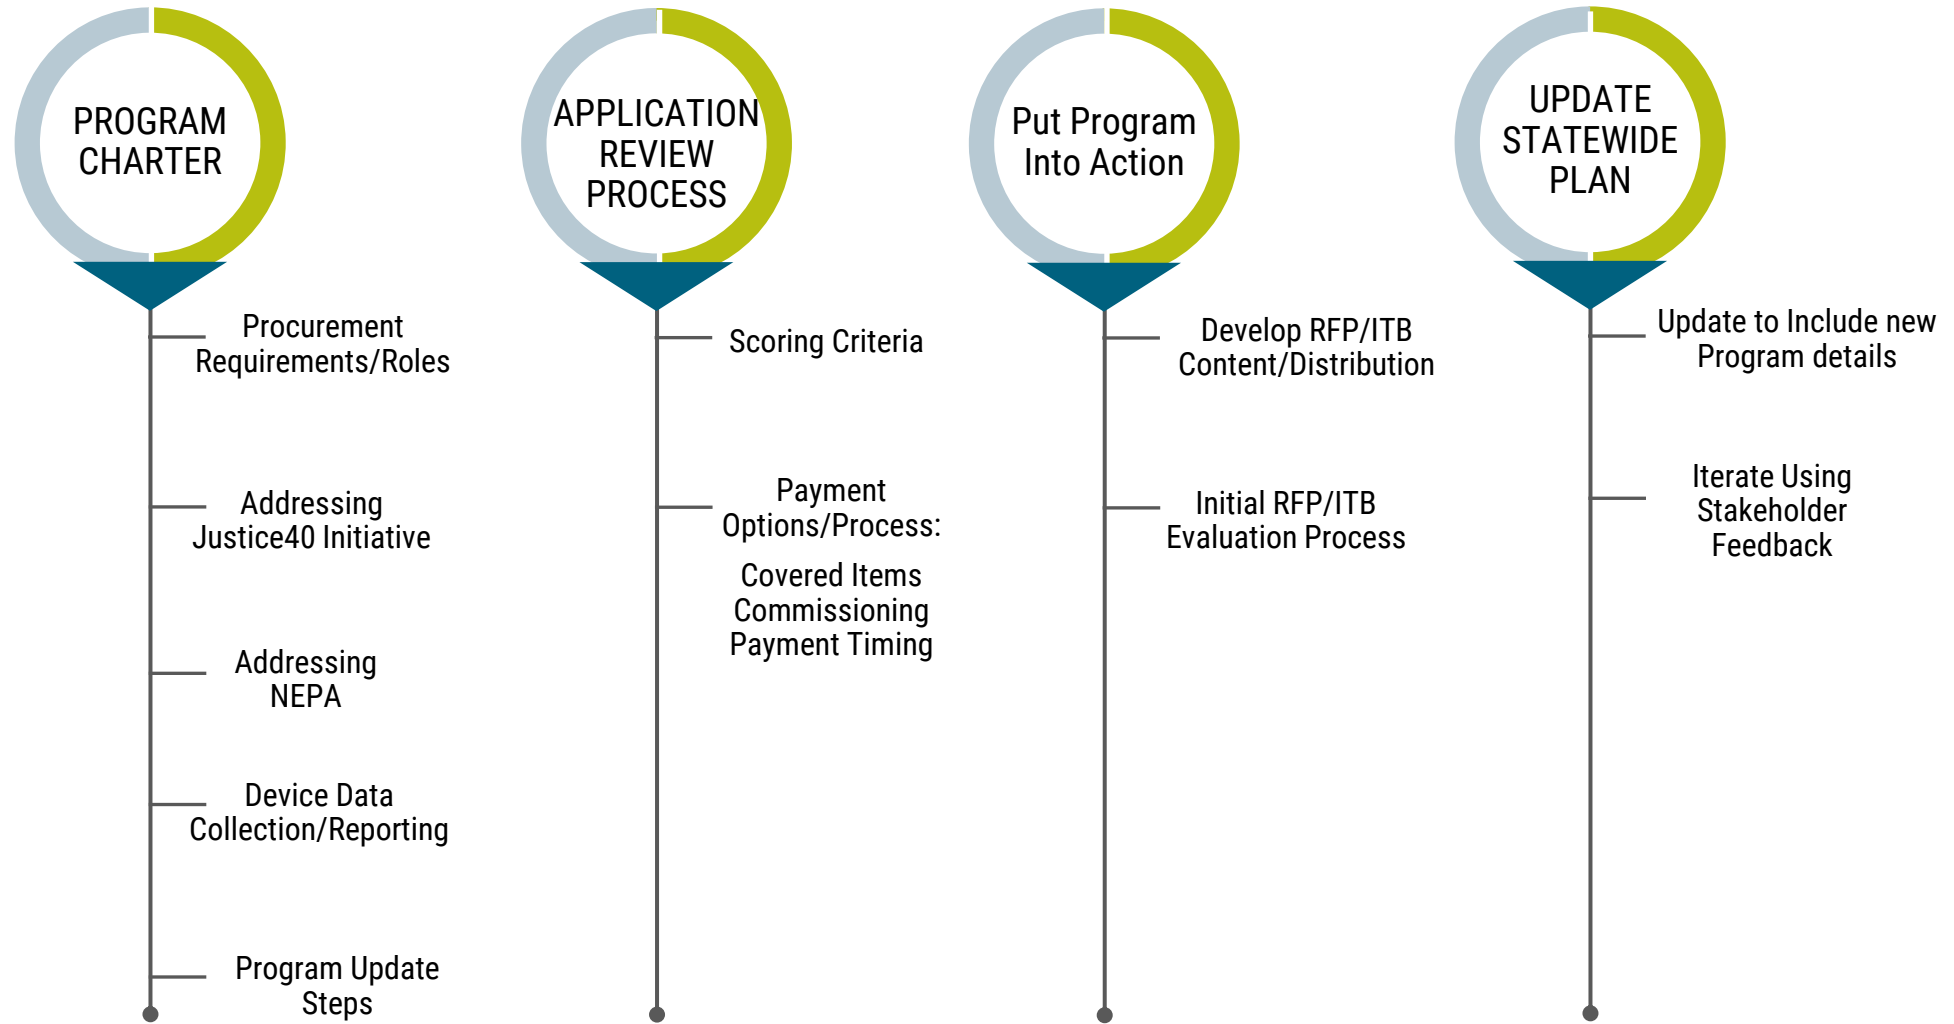 PROGRAM
CHARTER
Procurement
Requirements/Roles
Addressing
Justice40 Initiative
Addressing
NEPA
Device Data
Collection/Reporting
Program Update
Steps
APPLICATION
REVIEW
PROCESS
Scoring Criteria
Payment
Options/Process:
Covered Items
Commissioning
Payment Timing
Put Program
Into Action
Develop RFP/ITB
Content/Distribution
Initial RFP/ITB
Evaluation Process
UPDATE
STATEWIDE
PLAN
Update to Include new
Program details
Iterate Using
Stakeholder
Feedback